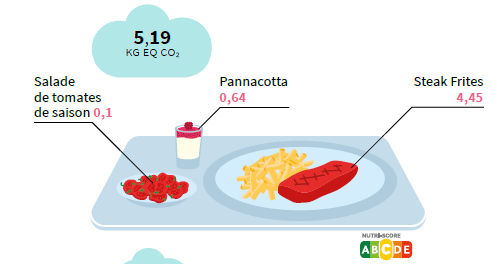 5,19
KG EQ CO₂
Salade
de tomates
de saison 0,1
Pannacotta
0,64
Steak Frites
4,45
NUTRI-SCORE
A B C D E